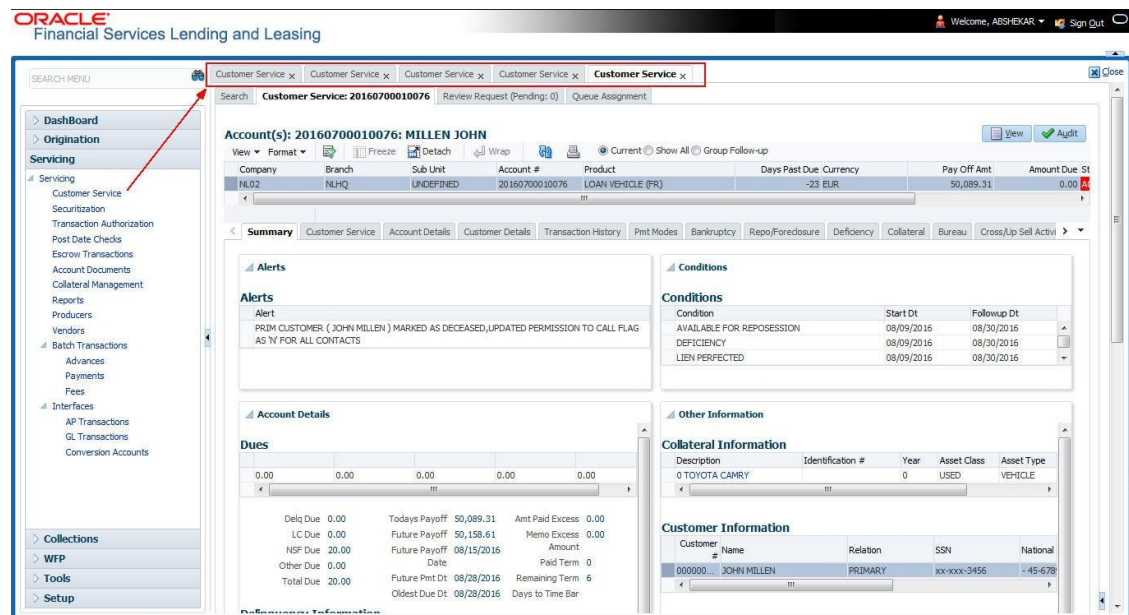 ORACLE
Financial Services Lending and Leasing
Welcome, ABSHEKAR
Sign Out
SEARCH MENU
Customer Service x Customer Service x Customer Service x Customer Service x Customer Service x
Close
Search Customer Service: 20160700010076 Review Request (Pending: 0) Queue Assignment
DashBoard
Origination
Servicing
Servicing
Customer Service
Securitization
Transaction Authorization
Post Date Checks
Escrow Transactions
Account Documents
Collateral Management
Reports
Producers
Vendors
Batch Transactions
Advances
Payments
Fees
Interfaces
AP Transactions
GL Transactions
Conversion Accounts
Collections
WFP
Tools
Setup
Account(s): 20160700010076: MILLEN JOHN
View Audit
View Format Freeze Detach Wrap Current Show All Group Follow-up
Company Branch Sub Unit Account # Product Days Past Due Currency Pay Off Amt Amount Due St
NL02 NLHQ UNDEFINED 20160700010076 LOAN VEHICLE (FR) -23 EUR 50,089.31 0.00
Summary Customer Service Account Details Customer Details Transaction History Pmt Modes Bankruptcy Repo/Foreclosure Deficiency Collateral Bureau Cross/Up Sell Activi
Alerts
Alerts
Alert
PRIM CUSTOMER ( JOHN MILLEN ) MARKED AS DECEASED,UPDATED PERMISSION TO CALL FLAG
AS 'N' FOR ALL CONTACTS
Conditions
Conditions
Condition Start Dt Followup Dt
AVAILABLE FOR REPOSESSION 08/09/2016 08/30/2016
DEFICIENCY 08/09/2016 08/30/2016
LIEN PERFECTED 08/09/2016 08/30/2016
Account Details
Dues
0.00 0.00 0.00 0.00 0.00
Delq Due 0.00 Todays Payoff 50,089.31 Amt Paid Excess 0.00
LC Due 0.00 Future Payoff 50,158.61 Memo Excess Amount 0.00
NSF Due 20.00 Future Payoff Date 08/15/2016
Other Due 0.00 Paid Term 0
Total Due 20.00 Future Pmt Dt 08/28/2016 Remaining Term 6
Oldest Due Dt 08/28/2016 Days to Time Bar
Delinquency Information
Other Information
Collateral Information
Description Identification # Year Asset Class Asset Type
0 TOYOTA CAMRY 0 USED VEHICLE
Customer Information
Customer # Name Relation SSN National
000000... JOHN MILLEN PRIMARY xx-xxx-3456 - 45-678